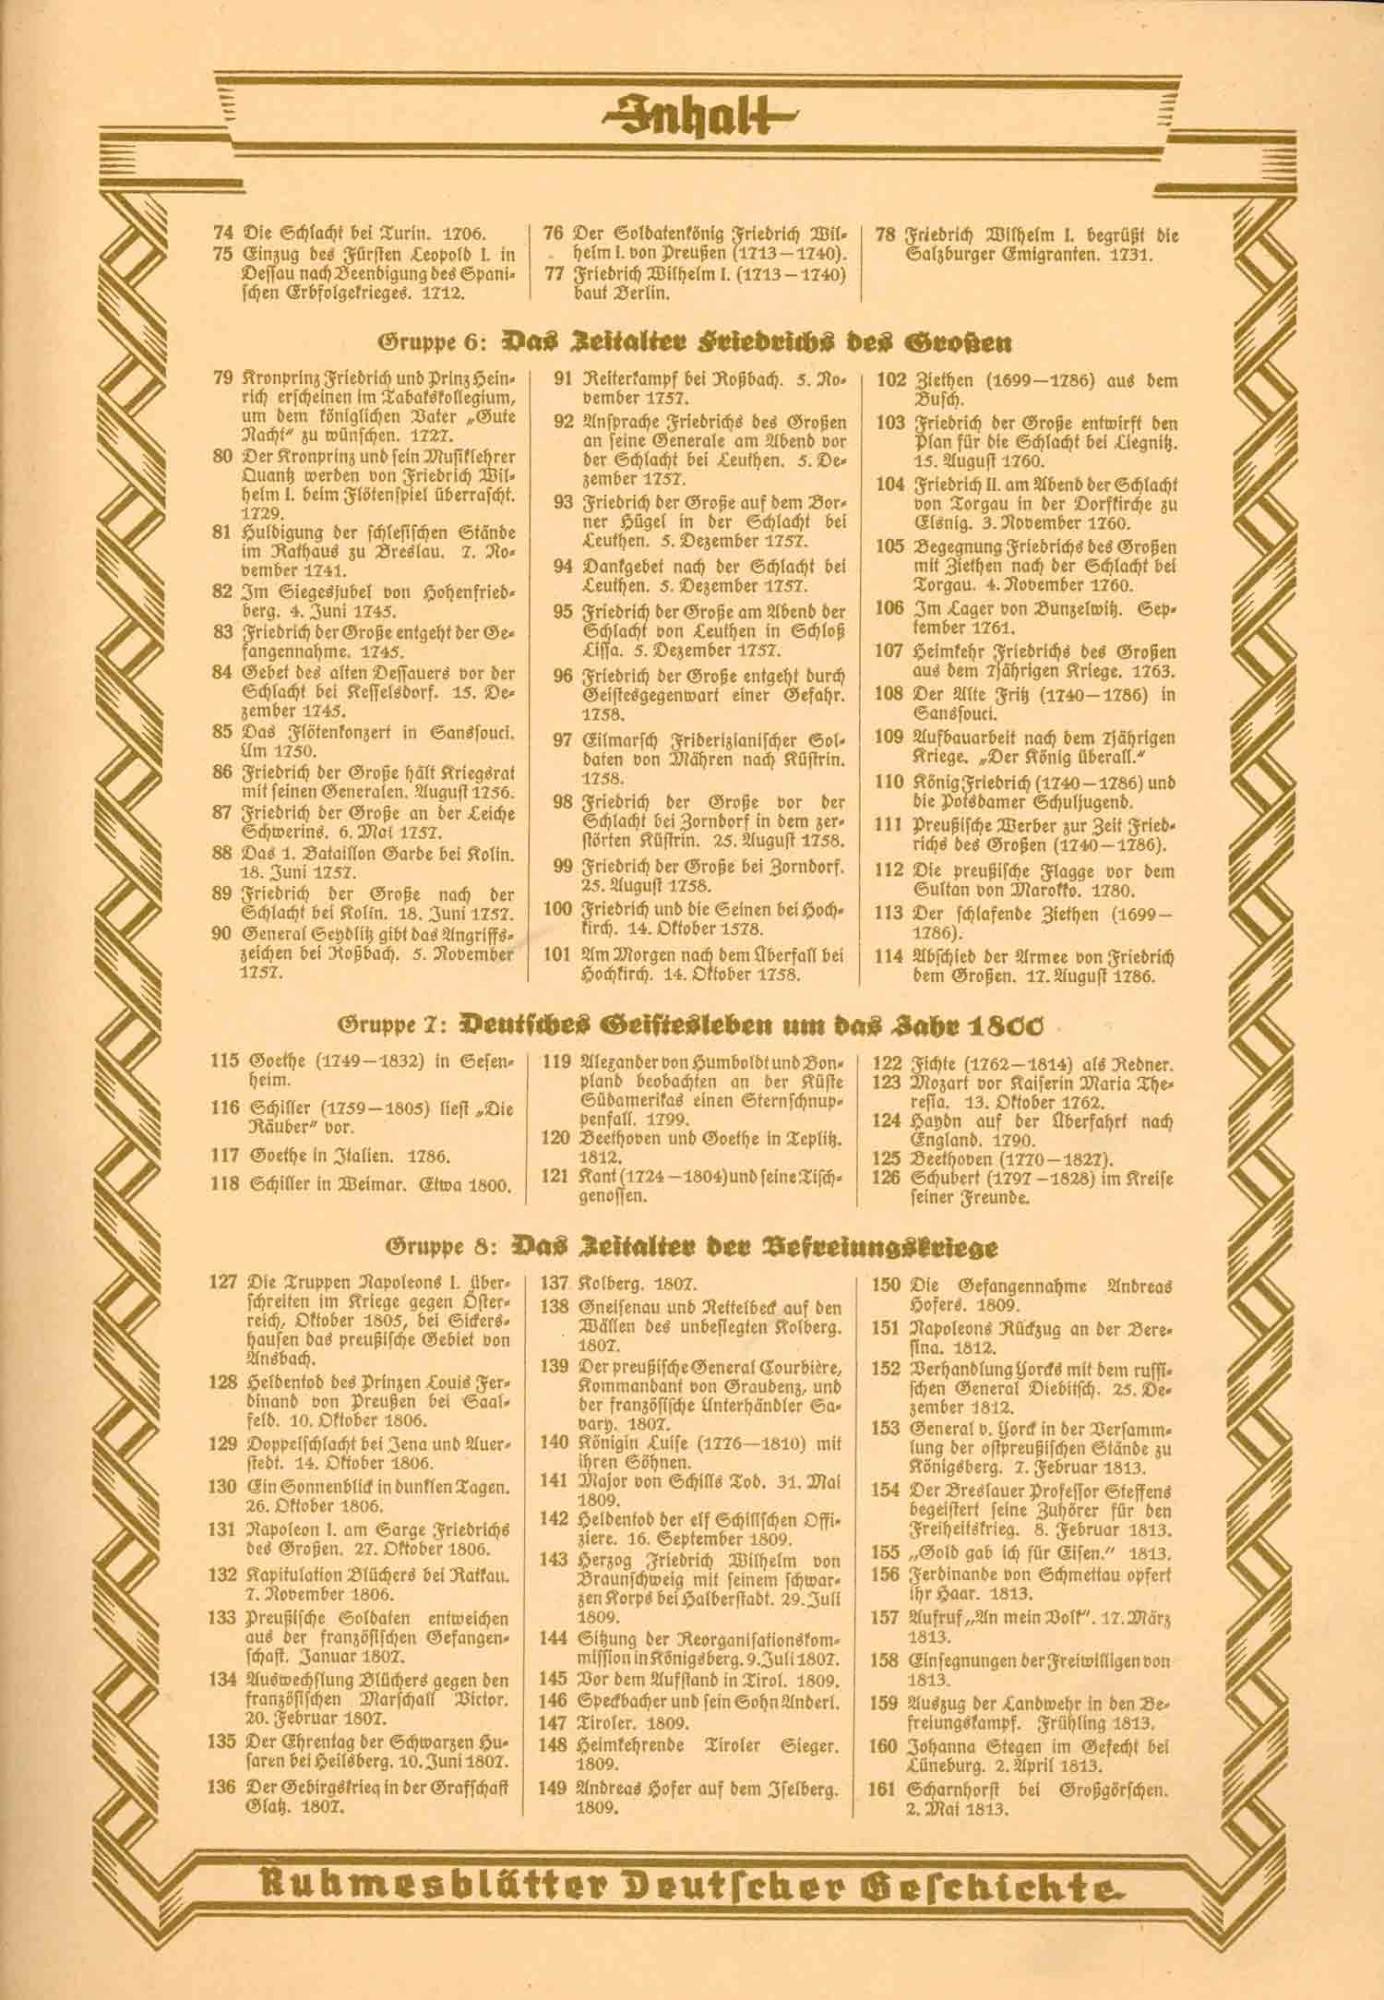 Inhalt
74 Die Schlacht bei Turin. 1706.
75 Einzug des Fürsten Leopold I. in
Dessau nach Beendigung des Spani-
schen Erbfolgekrieges. 1712.
76 Der Soldatenkönig Friedrich Wil-
helm I. von Preußen (1713—1740).
77 Friedrich Wilhelm I. (1713—1740)
baut Berlin.
78 Friedrich Wilhelm I. begrüßt die
Salzburger Emigranten. 1731.
Gruppe 6: Das Zeitalter Friedrichs des Großen
79 Kronprinz Friedrich und Prinz Hein-
rich erscheinen im Tabakskollegium,
um dem königlichen Vater „Gute
Nacht“ zu wünschen. 1727.
80 Der Kronprinz und sein Musiklehrer
Quantz werden von Friedrich Wil-
helm I. beim Flötenspiel überrascht.
1729.
81 Huldigung der schlesischen Stände
im Rathaus zu Breslau. 7. No-
vember 1741.
82 Im Siegesjubel von Hohenfried-
berg. 4. Juni 1745.
83 Friedrich der Große entgeht der Ge-
fangennahme. 1745.
84 Gebet des alten Dessauers vor der
Schlacht bei Kesselsdorf. 15. De-
zember 1745.
85 Das Flötenkonzert in Sanssouci.
Um 1750.
86 Friedrich der Große hält Kriegsrat
mit seinen Generalen. August 1756.
87 Friedrich der Große an der Leiche
Schwerins. 6. Mai 1757.
88 Das 1. Bataillon Garde bei Kolin.
18. Juni 1757.
89 Friedrich der Große nach der
Schlacht bei Kolin. 18. Juni 1757.
90 General Seydlitz gibt das Angriffs-
zeichen bei Roßbach. 5. November
1757.
91 Reiterkampf bei Roßbach. 5. No-
vember 1757.
92 Ansprache Friedrichs des Großen
an seine Generale am Abend vor
der Schlacht bei Leuthen. 5. De-
zember 1757.
93 Friedrich der Große auf dem Bor-
ner Hügel in der Schlacht bei
Leuthen. 5. Dezember 1757.
94 Dankgebet nach der Schlacht bei
Leuthen. 5. Dezember 1757.
95 Friedrich der Große am Abend der
Schlacht von Leuthen in Schloß
Lissa. 5. Dezember 1757.
96 Friedrich der Große entgeht durch
Geistesgegenwart einer Gefahr.
1758.
97 Eilmarsch Friderizianischer Sol-
daten von Mähren nach Küstrin.
1758.
98 Friedrich der Große vor der
Schlacht bei Zorndorf in dem zer-
störten Küstrin. 25. August 1758.
99 Friedrich der Große bei Zorndorf.
25. August 1758.
100 Friedrich und die Seinen bei Hoch-
kirch. 14. Oktober 1578.
101 Am Morgen nach dem Überfall bei
Hochkirch. 14. Oktober 1758.
102 Ziethen (1699—1786) aus dem
Busch.
103 Friedrich der Große entwirft den
Plan für die Schlacht bei Liegnitz.
15. August 1760.
104 Friedrich II. am Abend der Schlacht
von Torgau in der Dorfkirche zu
Elsnig. 3. November 1760.
105 Begegnung Friedrichs des Großen
mit Ziethen nach der Schlacht bei
Torgau. 4. November 1760.
106 Im Lager von Bunzelwitz. Sep-
tember 1761.
107 Heimkehr Friedrichs des Großen
aus dem 7jährigen Kriege. 1763.
108 Der Alte Fritz (1740—1786) in
Sanssouci.
109 Aufbauarbeit nach dem 7jährigen
Kriege. „Der König überall.“
110 König Friedrich (1740—1786) und
die Potsdamer Schuljugend.
111 Preußische Werber zur Zeit Fried-
richs des Großen (1740—1786).
112 Die preußische Flagge vor dem
Sultan von Marokko. 1780.
113 Der schlafende Ziethen (1699—
1786).
114 Abschied der Armee von Friedrich
dem Großen. 17. August 1786.
Gruppe 7: Deutsches Geistesleben um das Jahr 1800
115 Goethe (1749—1832) in Sesen-
heim.
116 Schiller (1759—1805) liest „Die
Räuber“ vor.
117 Goethe in Italien. 1786.
118 Schiller in Weimar. Etwa 1800.
119 Alexander von Humboldt und Bon-
pland beobachten an der Küste
Südamerikas einen Sternschnup-
penfall. 1799.
120 Beethoven und Goethe in Teplitz.
1812.
121 Kant (1724—1804) und seine Tisch-
genossen.
122 Fichte (1762—1814) als Redner.
123 Mozart vor Kaiserin Maria The-
resia. 13. Oktober 1762.
124 Haydn auf der Überfahrt nach
England. 1790.
125 Beethoven (1770—1827).
126 Schubert (1797—1828) im Kreise
seiner Freunde.
Gruppe 8: Das Zeitalter der Befreiungskriege
127 Die Truppen Napoleons I. über-
schreiten im Kriege gegen Öster-
reich, Oktober 1805, bei Sickers-
hausen das preußische Gebiet von
Ansbach.
128 Heldentod des Prinzen Louis Fer-
dinand von Preußen bei Saal-
feld. 10. Oktober 1806.
129 Doppelschlacht bei Jena und Auer-
stedt. 14. Oktober 1806.
130 Ein Sonnenblick in dunklen Tagen.
26. Oktober 1806.
131 Napoleon I. am Sarge Friedrichs
des Großen. 27. Oktober 1806.
132 Kapitulation Blüchers bei Ratkau.
7. November 1806.
133 Preußische Soldaten entweichen
aus der französischen Gefangen-
schaft. Januar 1807.
134 Auswechslung Blüchers gegen den
französischen Marschall Victor.
20. Februar 1807.
135 Der Ehrentag der Schwarzen Hu-
saren bei Heilsberg. 10. Juni 1807.
136 Der Gebirgskrieg in der Grafschaft
Glatz. 1807.
137 Kolberg. 1807.
138 Gneisenau und Nettelbeck auf den
Wällen des unbesiegten Kolberg.
1807.
139 Der preußische General Courbière,
Kommandant von Graudenz, und
der französische Unterhändler Sa-
vary. 1807.
140 Königin Luise (1776—1810) mit
ihren Söhnen.
141 Major von Schills Tod. 31. Mai
1809.
142 Heldentod der elf Schillschen Offi-
ziere. 16. September 1809.
143 Herzog Friedrich Wilhelm von
Braunschweig mit seinem schwar-
zen Korps bei Halberstadt. 29. Juli
1809.
144 Sitzung der Reorganisationskom-
mission in Königsberg. 9. Juli 1807.
145 Vor dem Aufstand in Tirol. 1809.
146 Speckbacher und sein Sohn Anderl.
147 Tiroler. 1809.
148 Heimkehrende Tiroler Sieger.
1809.
149 Andreas Hofer auf dem Iselberg.
1809.
150 Die Gefangennahme Andreas
Hofers. 1809.
151 Napoleons Rückzug an der Bere-
sina. 1812.
152 Verhandlung Yorcks mit dem russi-
schen General Diebitsch. 25. De-
zember 1812.
153 General v. Yorck in der Versamm-
lung der ostpreußischen Stände zu
Königsberg. 7. Februar 1813.
154 Der Breslauer Professor Steffens
begeistert seine Zuhörer für den
Freiheitskrieg. 8. Februar 1813.
155 „Gold gab ich für Eisen.“ 1813.
156 Ferdinande von Schmettau opfert
ihr Haar. 1813.
157 Aufruf „An mein Volk“. 17. März
1813.
158 Einsegnungen der Freiwilligen von
1813.
159 Auszug der Landwehr in den Be-
freiungskampf. Frühling 1813.
160 Johanna Stegen im Gefecht bei
Lüneburg. 2. April 1813.
161 Scharnhorst bei Großgörschen.
2. Mai 1813.
Ruhmesblätter Deutscher Geschichte